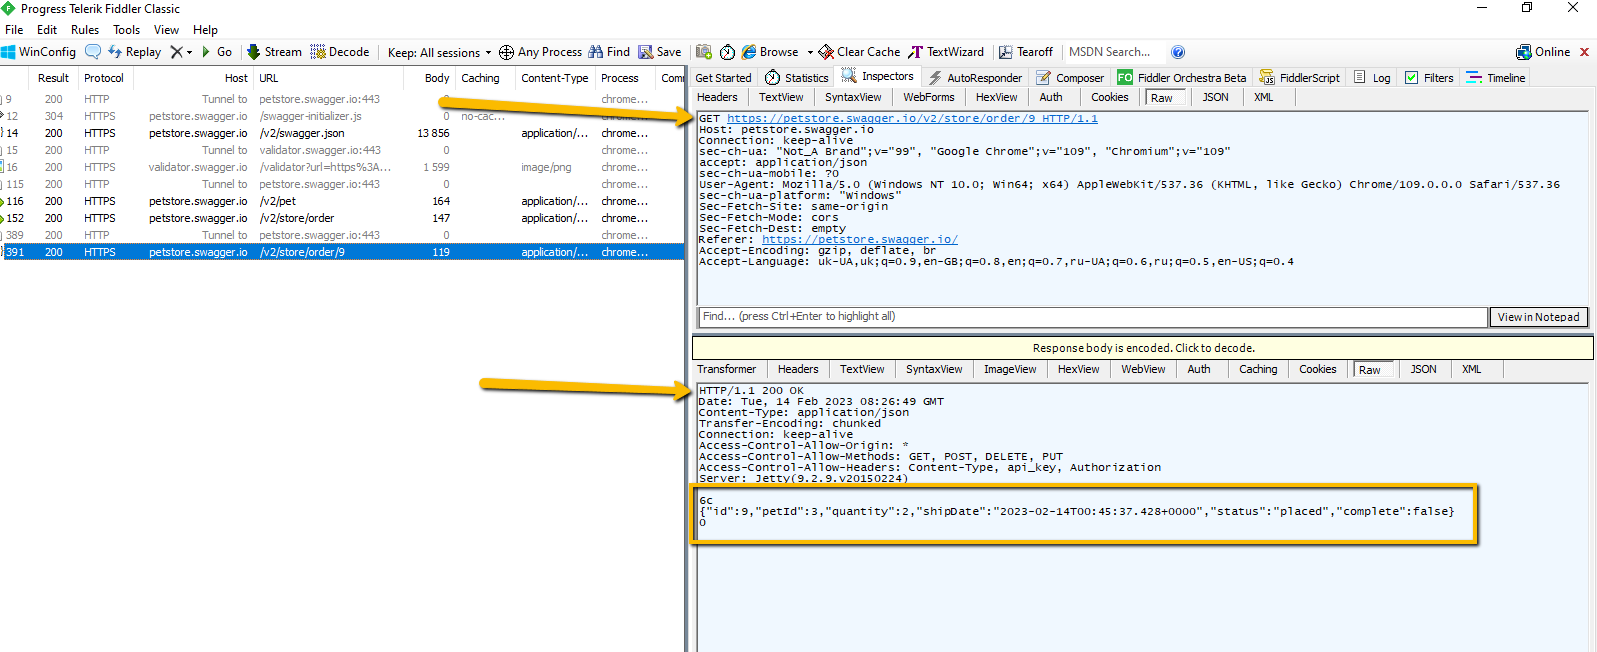 Progress Telerik Fiddler Classic
File Edit Rules Tools View Help
WinConfig Replay Go Stream Decode Keep: All sessions Any Process Find Save Browse Clear Cache TextWizard Tearoff MSDN Search... Online
Result Protocol Host URL Body Caching Content-Type Process Comn
9 200 HTTP Tunnel to petstore.swagger.io:443 0 chrome...
12 304 HTTPS petstore.swagger.io /swagger-initializer.js 0 no-cac... chrome...
14 200 HTTPS petstore.swagger.io /v2/swagger.json 13 856 application/... chrome...
15 200 HTTP Tunnel to validator.swagger.io:443 0 chrome...
16 200 HTTPS validator.swagger.io /validator?url=https%3A... 1 599 image/png chrome...
115 200 HTTP Tunnel to petstore.swagger.io:443 0 chrome...
116 200 HTTPS petstore.swagger.io /v2/pet 164 application/... chrome...
152 200 HTTPS petstore.swagger.io /v2/store/order 147 application/... chrome...
389 200 HTTP Tunnel to petstore.swagger.io:443 0 chrome...
391 200 HTTPS petstore.swagger.io /v2/store/order/9 119 application/... chrome...
Get Started Statistics Inspectors AutoResponder Composer FO Fiddler Orchestra Beta FiddlerScript Log Filters Timeline
Headers TextView SyntaxView WebForms HexView Auth Cookies Raw JSON XML
GET https://petstore.swagger.io/v2/store/order/9 HTTP/1.1
Host: petstore.swagger.io
Connection: keep-alive
sec-ch-ua: "Not_A Brand";v="99", "Google Chrome";v="109", "Chromium";v="109"
accept: application/json
sec-ch-ua-mobile: ?0
User-Agent: Mozilla/5.0 (Windows NT 10.0; Win64; x64) AppleWebKit/537.36 (KHTML, like Gecko) Chrome/109.0.0.0 Safari/537.36
sec-ch-ua-platform: "Windows"
Sec-Fetch-Site: same-origin
Sec-Fetch-Mode: cors
Sec-Fetch-Dest: empty
Referer: https://petstore.swagger.io/
Accept-Encoding: gzip, deflate, br
Accept-Language: uk-UA,uk;q=0.9,en-GB;q=0.8,en;q=0.7,ru-UA;q=0.6,ru;q=0.5,en-US;q=0.4
Find... (press Ctrl+Enter to highlight all) View in Notepad
Response body is encoded. Click to decode.
Transformer Headers TextView SyntaxView ImageView HexView WebView Auth Caching Cookies Raw JSON XML
HTTP/1.1 200 OK
Date: Tue, 14 Feb 2023 08:26:49 GMT
Content-Type: application/json
Transfer-Encoding: chunked
Connection: keep-alive
Access-Control-Allow-Origin: *
Access-Control-Allow-Methods: GET, POST, DELETE, PUT
Access-Control-Allow-Headers: Content-Type, api_key, Authorization
Server: Jetty(9.2.9.v20150224)
6c
{"id":9,"petId":3,"quantity":2,"shipDate":"2023-02-14T00:45:37.428+0000","status":"placed","complete":false}
0